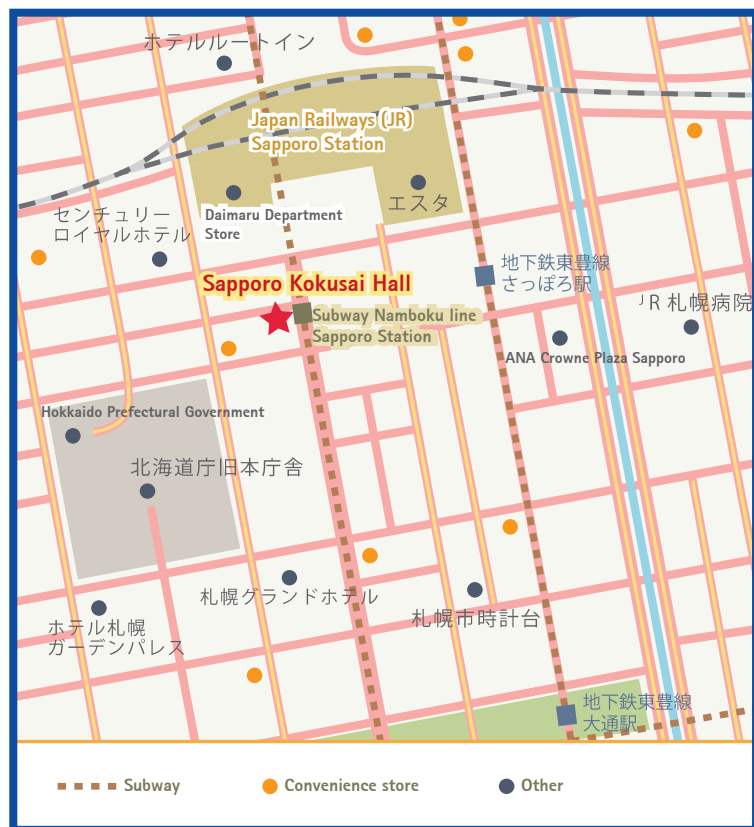 ホテルルートイン
Japan Railways (JR)
Sapporo Station
エスタ
Daimaru Department
Store
センチュリー
ロイヤルホテル
地下鉄東豊線
さっぽろ駅
Sapporo Kokusai Hall
JR 札幌病院
Subway Namboku line
Sapporo Station
ANA Crowne Plaza Sapporo
Hokkaido Prefectural Government
北海道庁旧本庁舎
札幌グランドホテル
札幌市時計台
ホテル札幌
ガーデンパレス
地下鉄東豊線
大通駅
Subway
Convenience store
Other